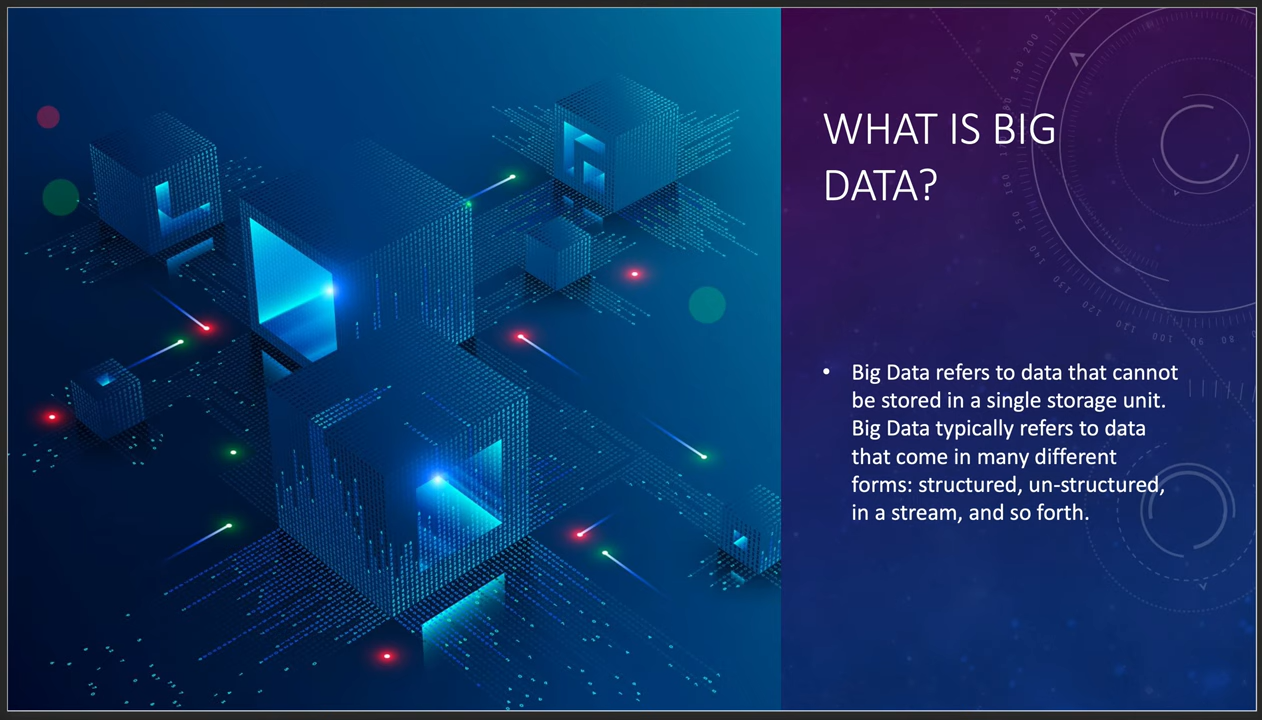 WHAT IS BIG
DATA?
• Big Data refers to data that cannot
be stored in a single storage unit.
Big Data typically refers to data
that come in many different
forms: structured, un-structured,
in a stream, and so forth.